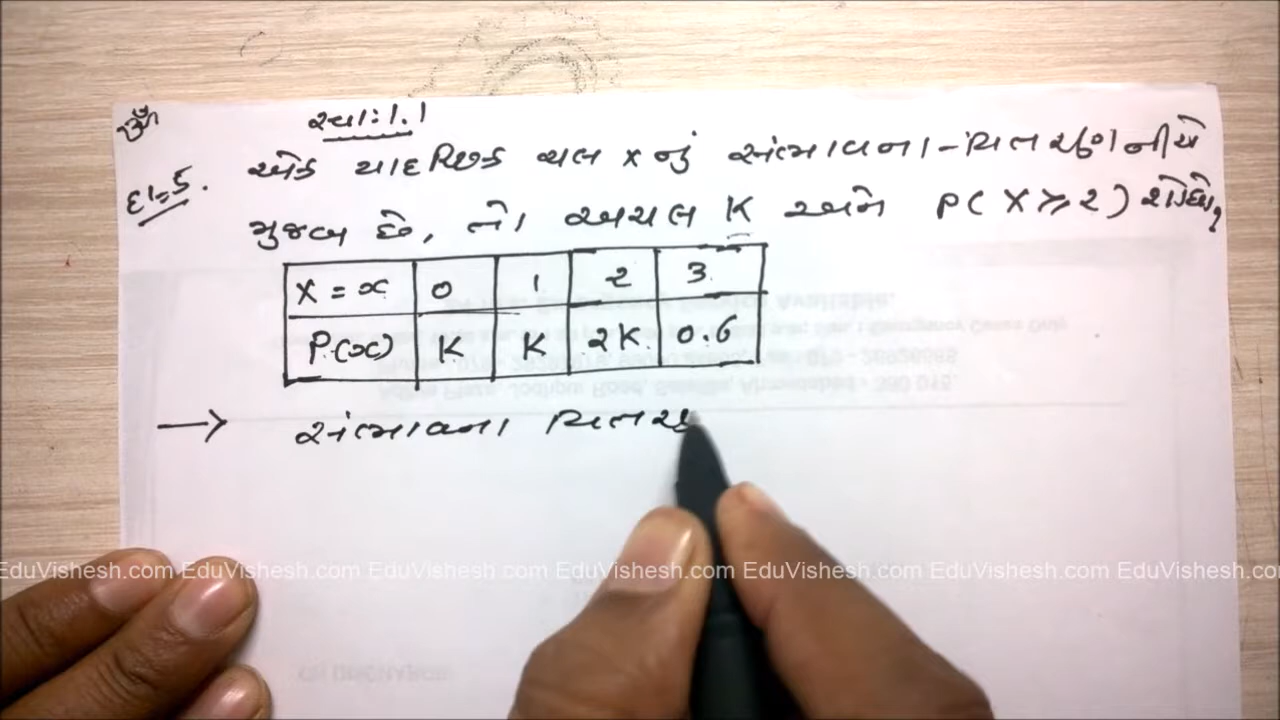 ૐ
સ્વા:1.1
દા=5. એક યાદચ્છિક ચલ x નું સંભાવના-વિતરણ નીચે
મુજબ છે, તો અચલ K અને P(X≥2) શોધો,
X=x 0 1 2 3
P(x) K K 2K 0.6
→ સંભાવના વિતર
EduVishesh.com EduVishesh.com EduVishesh.com EduVishesh.com EduVishesh.com EduVishesh.com EduVishesh.com